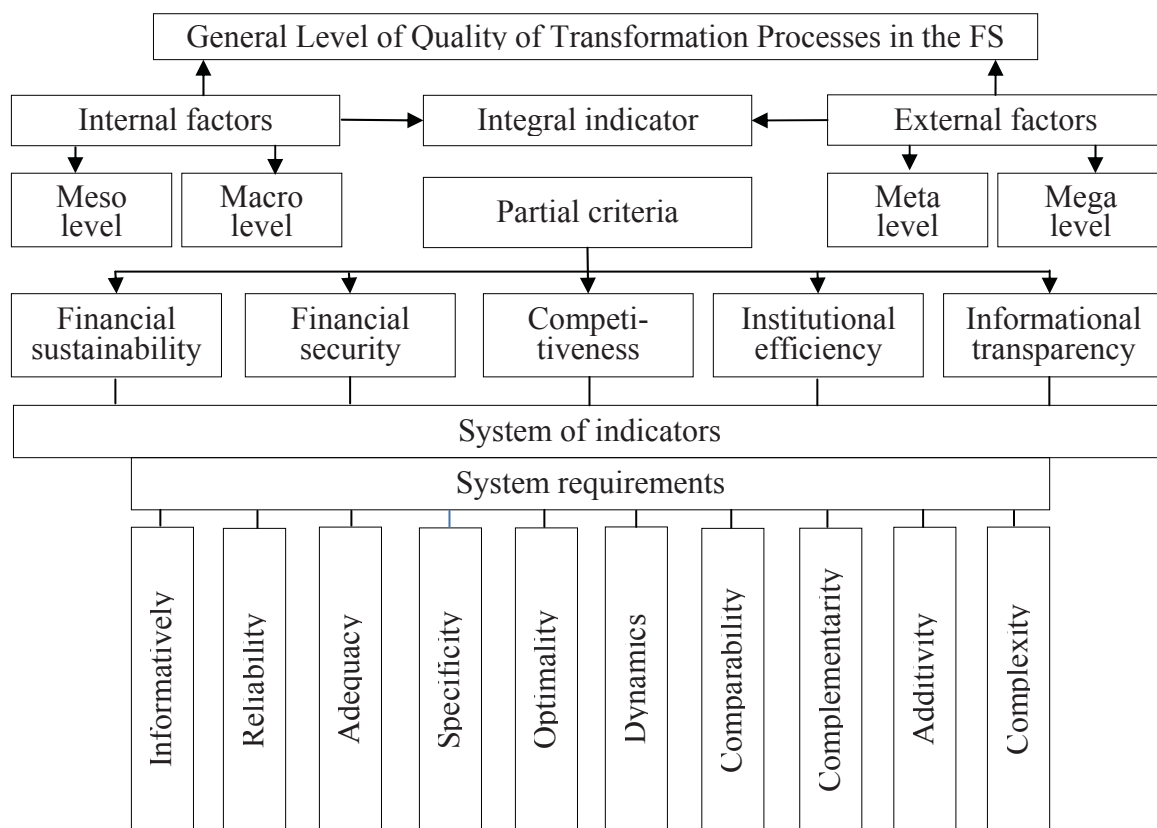 General Level of Quality of Transformation Processes in the FS
Internal factors
Integral indicator
External factors
Meso
level
Macro
level
Partial criteria
Meta
level
Mega
level
Financial
sustainability
Financial
security
Competi-
tiveness
Institutional
efficiency
Informational
transparency
System of indicators
System requirements
Informatively
Reliability
Adequacy
Specificity
Optimality
Dynamics
Comparability
Complementarity
Additivity
Complexity